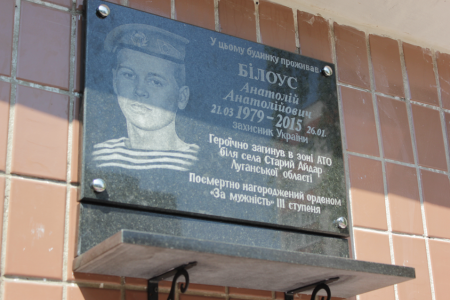 У цьому будинку проживав
БІЛОУС
Анатолій
Анатолійович
21.03 1979 – 2015 26.01
захисник України
Героїчно загинув в зоні АТО
біля села Старий Айдар
Луганської області
Посмертно нагороджений орденом
«За мужність» ІІІ ступеня